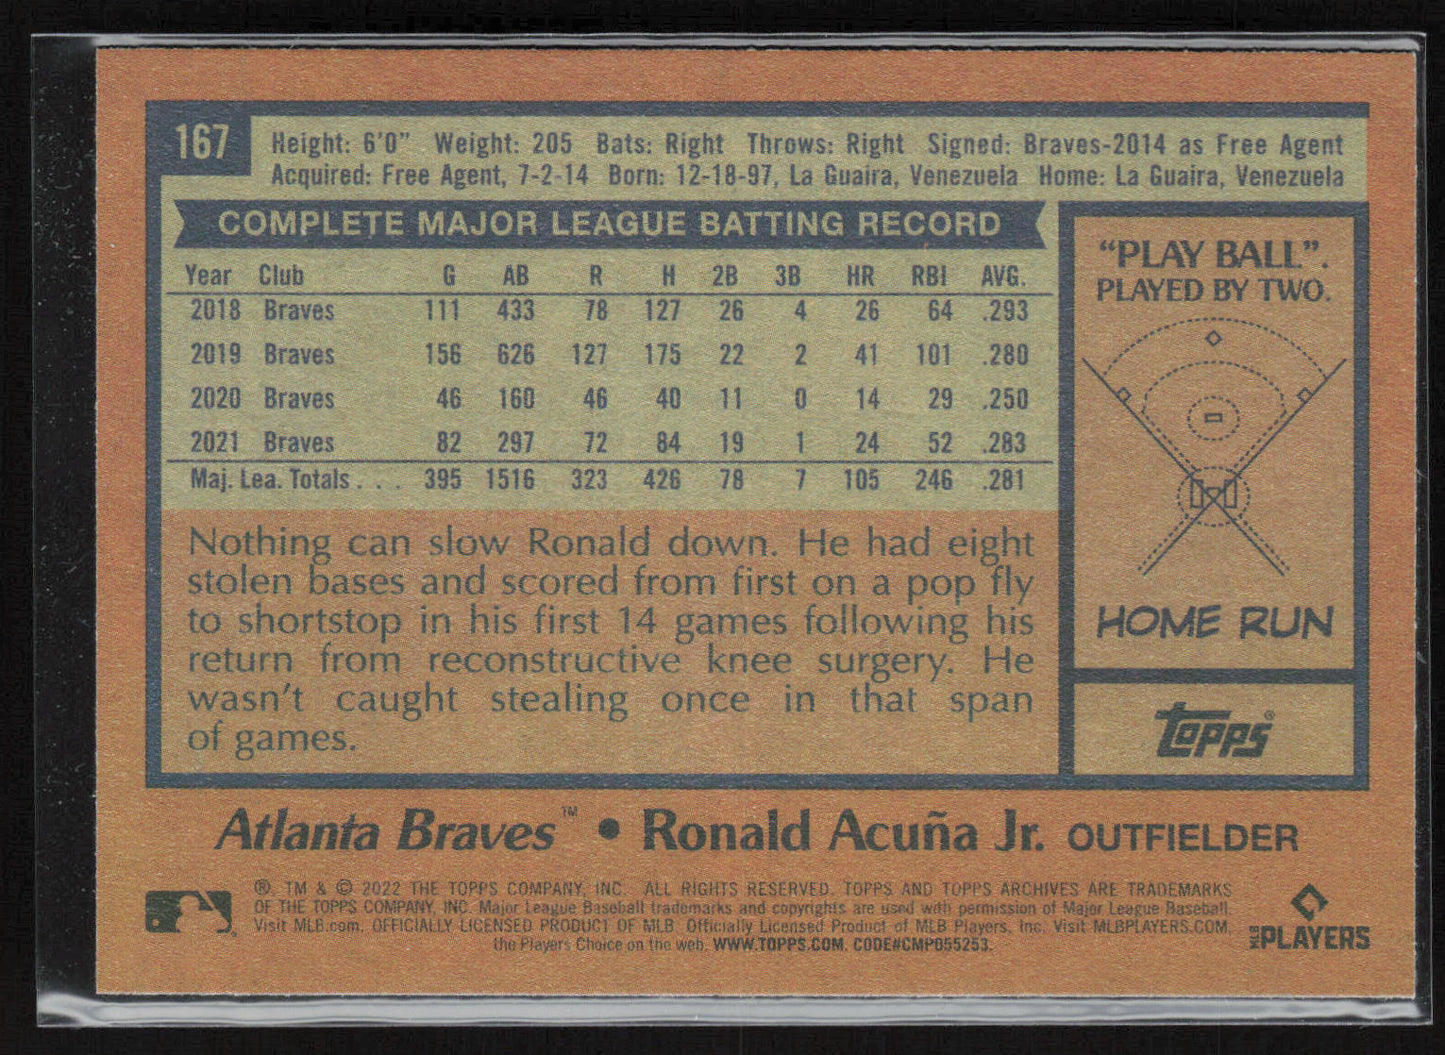 167
Height: 6'0" Weight: 205 Bats: Right Throws: Right Signed: Braves-2014 as Free Agent
Acquired: Free Agent, 7-2-14 Born: 12-18-97, La Guaira, Venezuela Home: La Guaira, Venezuela
COMPLETE MAJOR LEAGUE BATTING RECORD
Year Club G AB R H 2B 3B HR RBI AVG.
2018 Braves 111 433 78 127 26 4 26 64 .293
2019 Braves 156 626 127 175 22 2 41 101 .280
2020 Braves 46 160 46 40 11 0 14 29 .250
2021 Braves 82 297 72 84 19 1 24 52 .283
Maj. Lea. Totals . . . 395 1516 323 426 78 7 105 246 .281
Nothing can slow Ronald down. He had eight
stolen bases and scored from first on a pop fly
to shortstop in his first 14 games following his
return from reconstructive knee surgery. He
wasn't caught stealing once in that span
of games.
"PLAY BALL".
PLAYED BY TWO.
HOME RUN
TOPPS®
Atlanta Braves™ • Ronald Acuña Jr. OUTFIELDER
®, TM & © 2022 THE TOPPS COMPANY, INC. ALL RIGHTS RESERVED. TOPPS AND TOPPS ARCHIVES ARE TRADEMARKS
OF THE TOPPS COMPANY, INC. Major League Baseball trademarks and copyrights are used with permission of Major League Baseball.
Visit MLB.com. OFFICIALLY LICENSED PRODUCT OF MLB Officially Licensed Product of MLB Players, Inc. Visit MLBPLAYERS.COM,
the Players Choice on the web. WWW.TOPPS.COM. CODE#CMP055253.
MLB PLAYERS